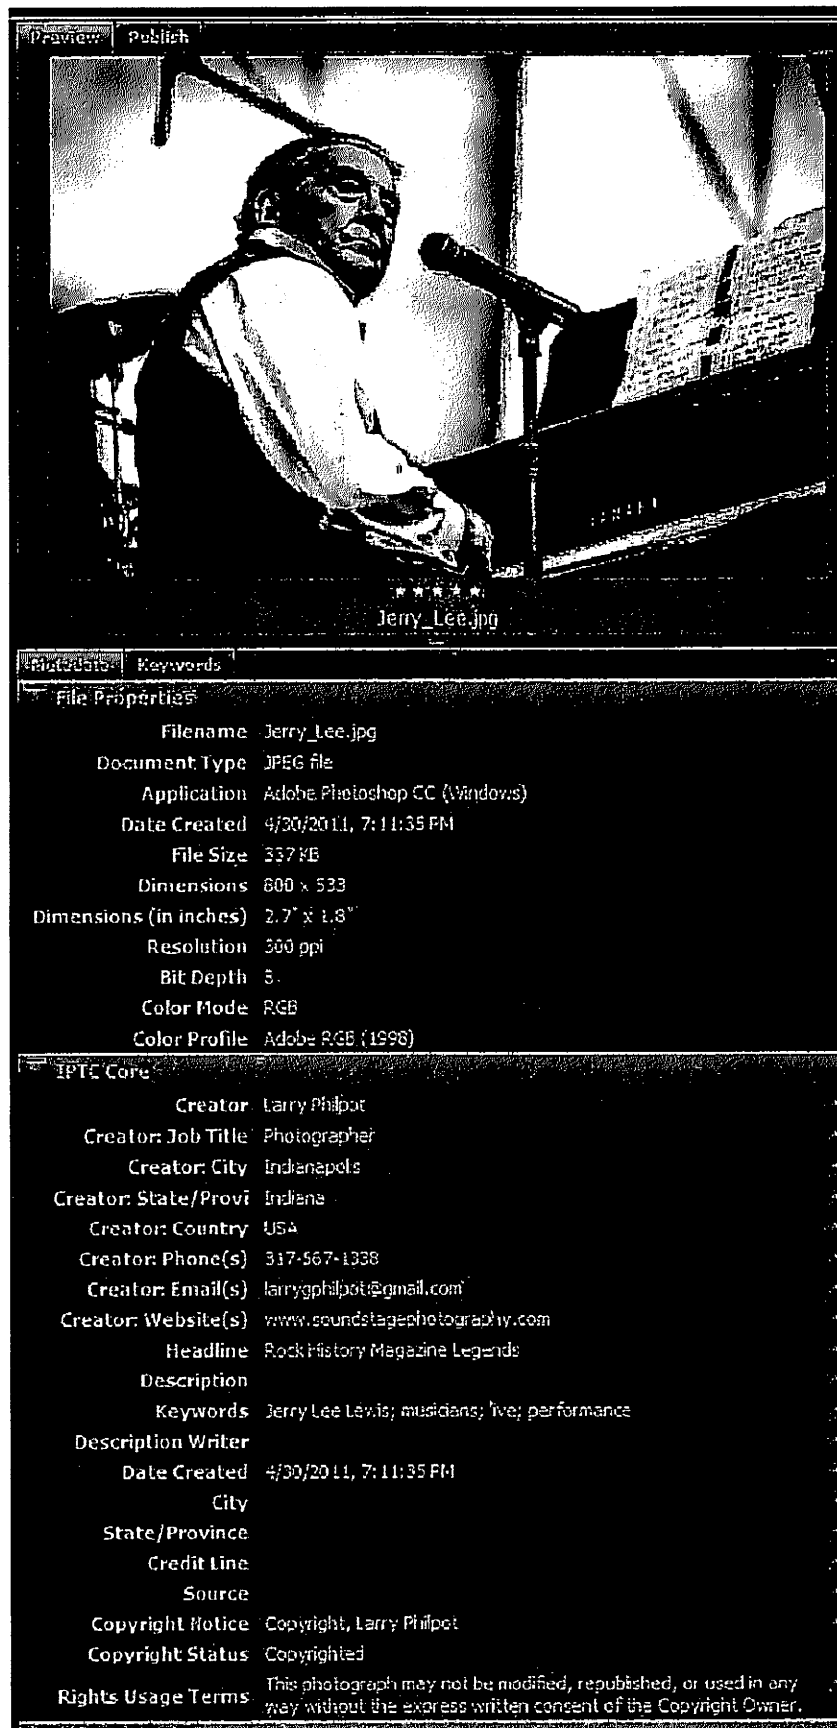 Preview Publish
Jerry_Lee.jpg
Metadata Keywords
File Properties
Filename Jerry_Lee.jpg
Document Type JPEG file
Application Adobe Photoshop CC (Windows)
Date Created 4/30/2011, 7:11:35 PM
File Size 337 KB
Dimensions 800 x 533
Dimensions (in inches) 2.7" x 1.8"
Resolution 300 ppi
Bit Depth 8
Color Mode RGB
Color Profile Adobe RGB (1998)
IPTC Core
Creator Larry Philpot
Creator: Job Title Photographer
Creator: City Indianapolis
Creator: State/Provi Indiana
Creator: Country USA
Creator: Phone(s) 317-567-1338
Creator: Email(s) larrygphilpot@gmail.com
Creator: Website(s) www.soundstagephotography.com
Headline Rock History Magazine Legends
Description
Keywords Jerry Lee Lewis; musicians; live; performance
Description Writer
Date Created 4/30/2011, 7:11:35 PM
City
State/Province
Credit Line
Source
Copyright Notice Copyright, Larry Philpot
Copyright Status Copyrighted
Rights Usage Terms This photograph may not be modified, republished, or used in any
way without the express written consent of the Copyright Owner.